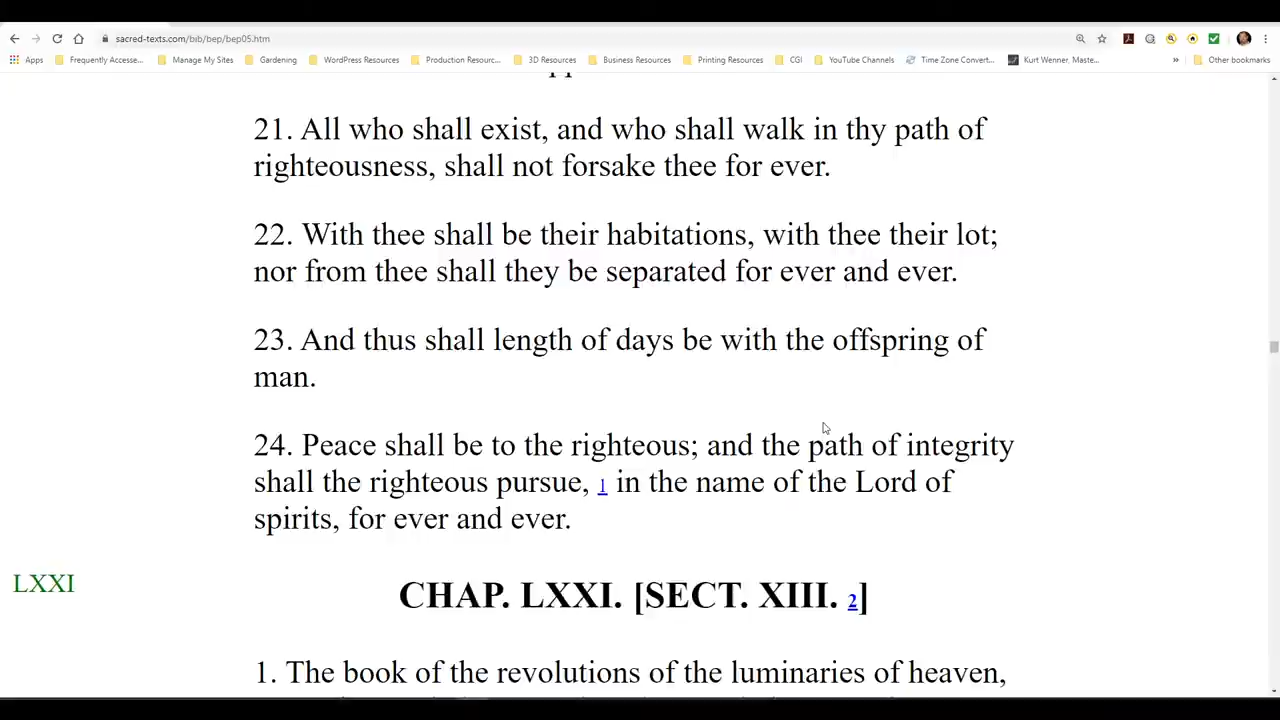 sacred-texts.com/bib/bep/bep05.htm
Apps Frequently Accesse... Manage My Sites Gardening WordPress Resources Production Resourc... 3D Resources Business Resources Printing Resources CGI YouTube Channels Time Zone Convert... Kurt Wenner, Maste... » Other bookmarks
21. All who shall exist, and who shall walk in thy path of
righteousness, shall not forsake thee for ever.
22. With thee shall be their habitations, with thee their lot;
nor from thee shall they be separated for ever and ever.
23. And thus shall length of days be with the offspring of
man.
24. Peace shall be to the righteous; and the path of integrity
shall the righteous pursue, 1 in the name of the Lord of
spirits, for ever and ever.
LXXI
CHAP. LXXI. [SECT. XIII. 2]
1. The book of the revolutions of the luminaries of heaven,